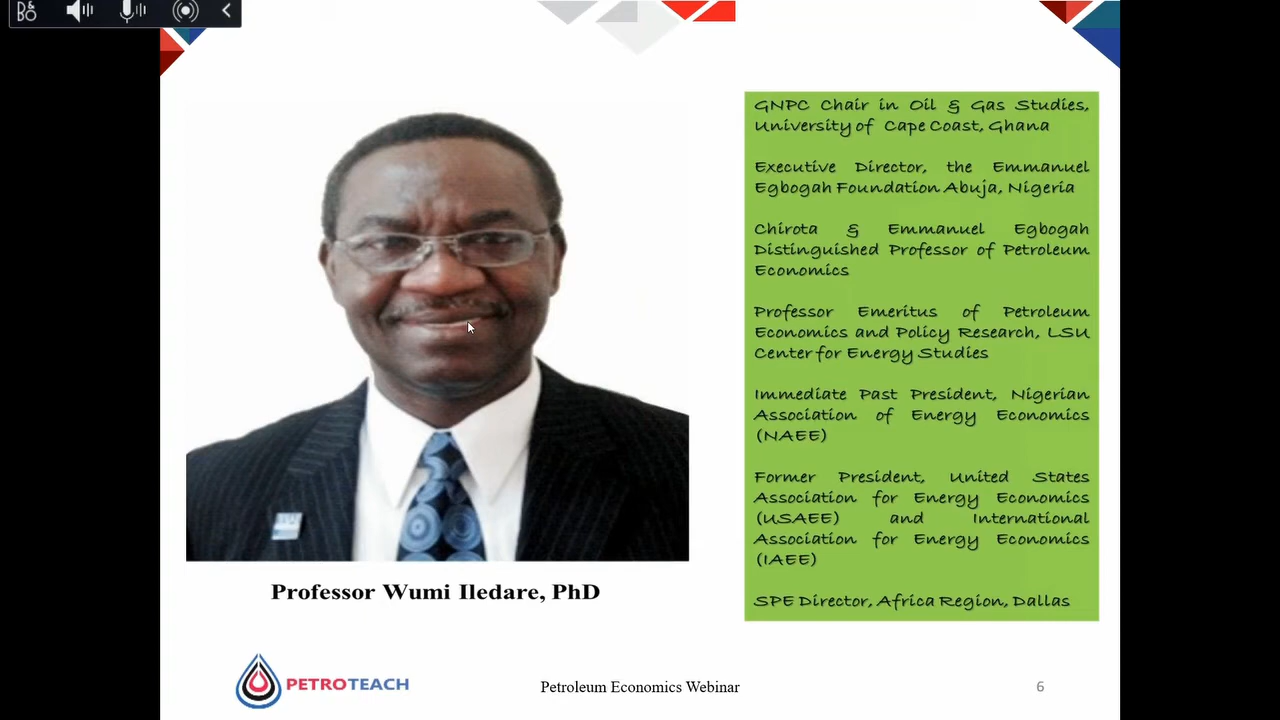 GNPC Chair in Oil & Gas Studies,
University of Cape Coast, Ghana
Executive Director, the Emmanuel
Egbogah Foundation Abuja, Nigeria
Chirota & Emmanuel Egbogah
Distinguished Professor of Petroleum
Economics
Professor Emeritus of Petroleum
Economics and Policy Research, LSU
Center for Energy Studies
Immediate Past President, Nigerian
Association of Energy Economics
(NAEE)
Former President, United States
Association for Energy Economics
(USAEE) and International
Association for Energy Economics
(IAEE)
SPE Director, Africa Region, Dallas
Professor Wumi Iledare, PhD
PETROTEACH
Petroleum Economics Webinar
6